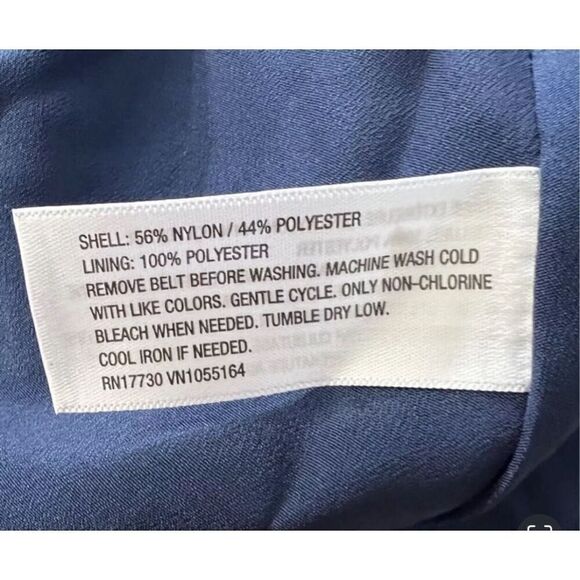 SHELL: 56% NYLON / 44% POLYESTER
LINING: 100% POLYESTER
REMOVE BELT BEFORE WASHING. MACHINE WASH COLD
WITH LIKE COLORS. GENTLE CYCLE. ONLY NON-CHLORINE
BLEACH WHEN NEEDED. TUMBLE DRY LOW.
COOL IRON IF NEEDED.
RN17730 VN1055164